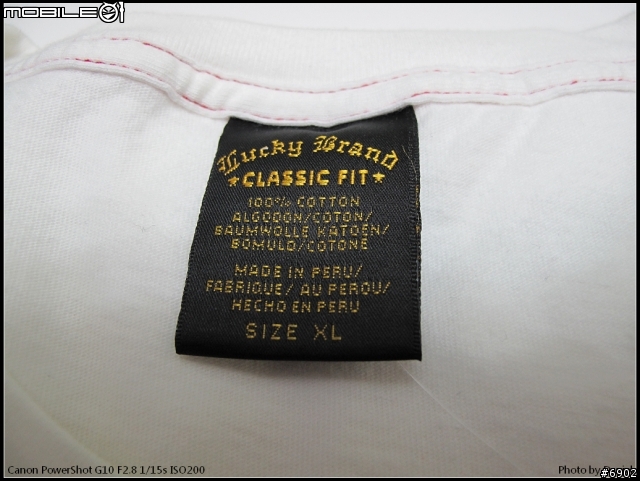 MOBILE01
Lucky Brand
★CLASSIC FIT★
100% COTTON
ALGODON/COTON/
BAUMWOLLE KATOEN/
BOMULD/COTONE
MADE IN PERU/
FABRIQUE/ AU PEROU/
HECHO EN PERU
SIZE XL
Canon PowerShot G10 F2.8 1/15s ISO200
Photo by
#6902